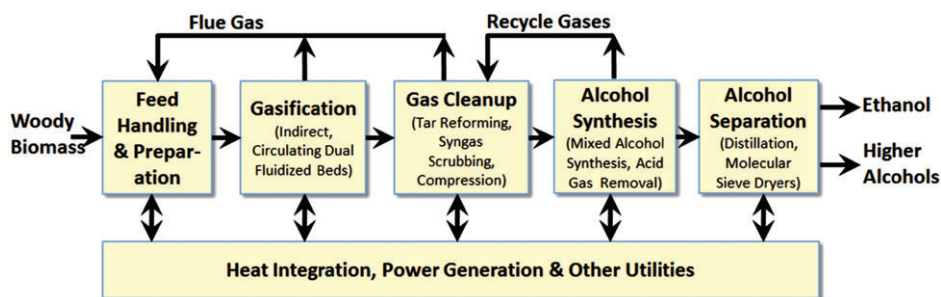 Flue Gas
Recycle Gases
Woody
Biomass
Feed
Handling
& Prepar-
ation
Gasification
(Indirect,
Circulating Dual
Fluidized Beds)
Gas Cleanup
(Tar Reforming,
Syngas
Scrubbing,
Compression)
Alcohol
Synthesis
(Mixed Alcohol
Synthesis, Acid
Gas Removal)
Alcohol
Separation
(Distillation,
Molecular
Sieve Dryers)
Ethanol
Higher
Alcohols
Heat Integration, Power Generation & Other Utilities